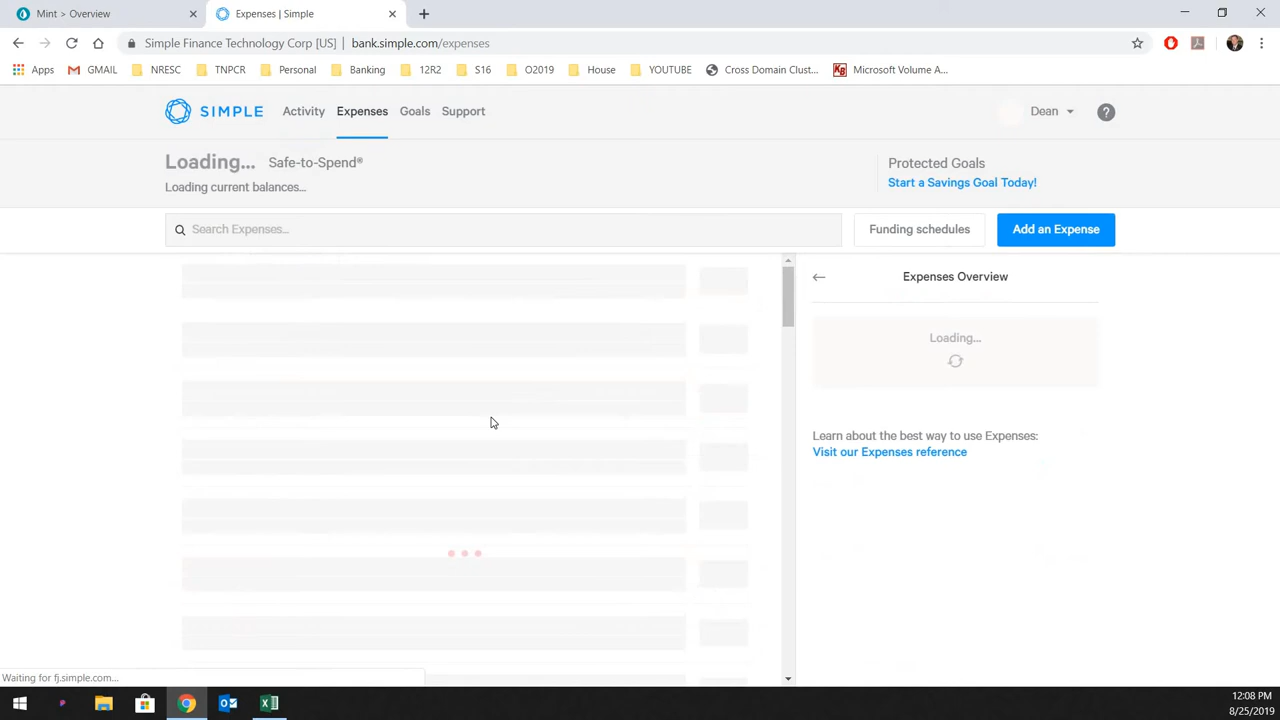 Mint > Overview
Expenses | Simple
Simple Finance Technology Corp [US] | bank.simple.com/expenses
Apps GMAIL NRESC TNPCR Personal Banking 12R2 S16 O2019 House YOUTUBE Cross Domain Clust... KB Microsoft Volume A...
SIMPLE Activity Expenses Goals Support Dean ?
Loading... Safe-to-Spend®
Loading current balances...
Protected Goals
Start a Savings Goal Today!
Search Expenses...
Funding schedules
Add an Expense
Expenses Overview
Loading...
Learn about the best way to use Expenses:
Visit our Expenses reference
Waiting for fj.simple.com...
12:08 PM
8/25/2019